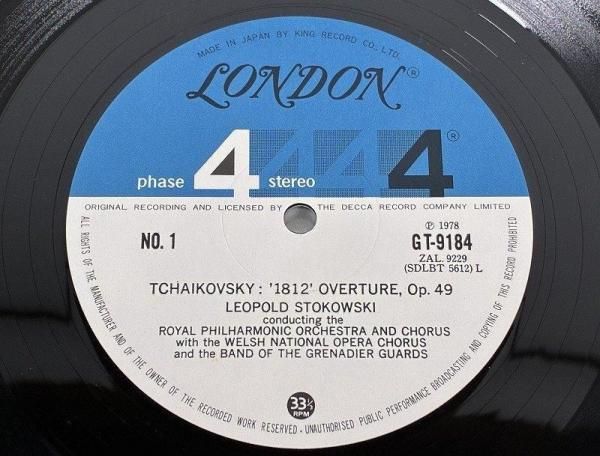 MADE IN JAPAN BY KING RECORD CO., LTD.
LONDON®
phase 4 stereo 4 4 4 4®
ORIGINAL RECORDING AND LICENSED BY THE DECCA RECORD COMPANY LIMITED
℗ 1978
NO. 1 GT-9184
ZAL. 9229
(SDLBT 5612) L
TCHAIKOVSKY : '1812' OVERTURE, Op. 49
LEOPOLD STOKOWSKI
conducting the
ROYAL PHILHARMONIC ORCHESTRA AND CHORUS
with the WELSH NATIONAL OPERA CHORUS
and the BAND OF THE GRENADIER GUARDS
33⅓
RPM
ALL RIGHTS OF THE MANUFACTURER AND OF THE OWNER OF THE RECORDED WORK RESERVED - UNAUTHORISED PUBLIC PERFORMANCE BROADCASTING AND COPYING OF THIS RECORD PROHIBITED